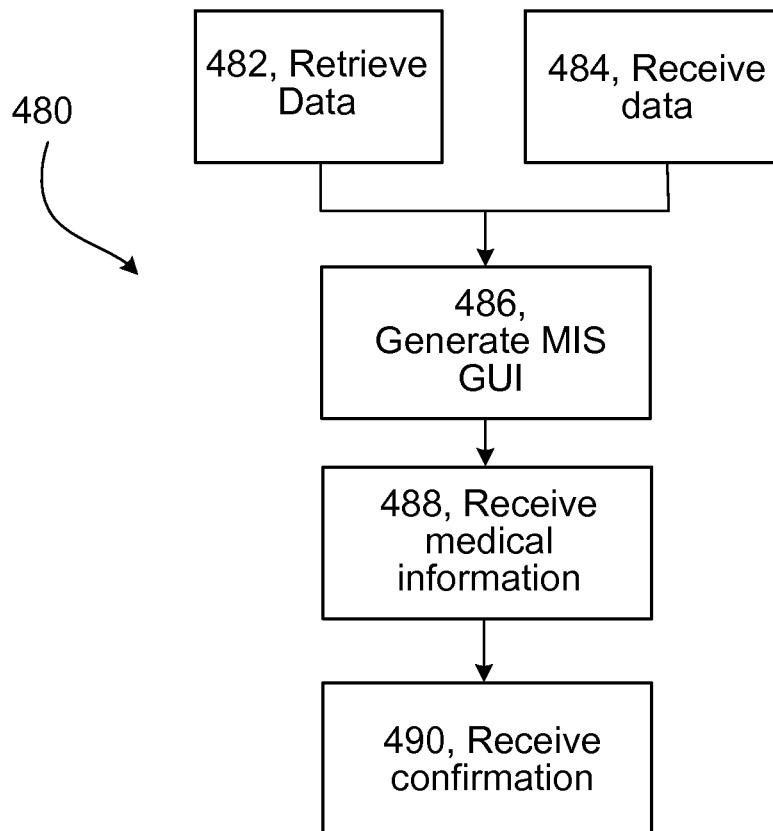 482, Retrieve
Data
484, Receive
data
480
486,
Generate MIS
GUI
488, Receive
medical
information
490, Receive
confirmation